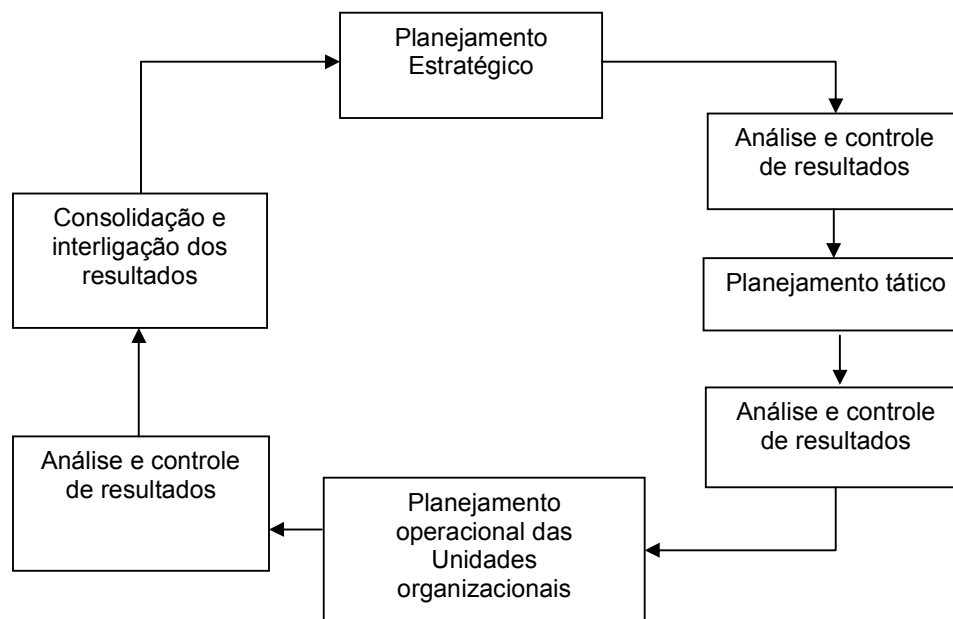 Planejamento
Estratégico
Análise e controle
de resultados
Planejamento tático
Análise e controle
de resultados
Planejamento
operacional das
Unidades
organizacionais
Análise e controle
de resultados
Consolidação e
interligação dos
resultados